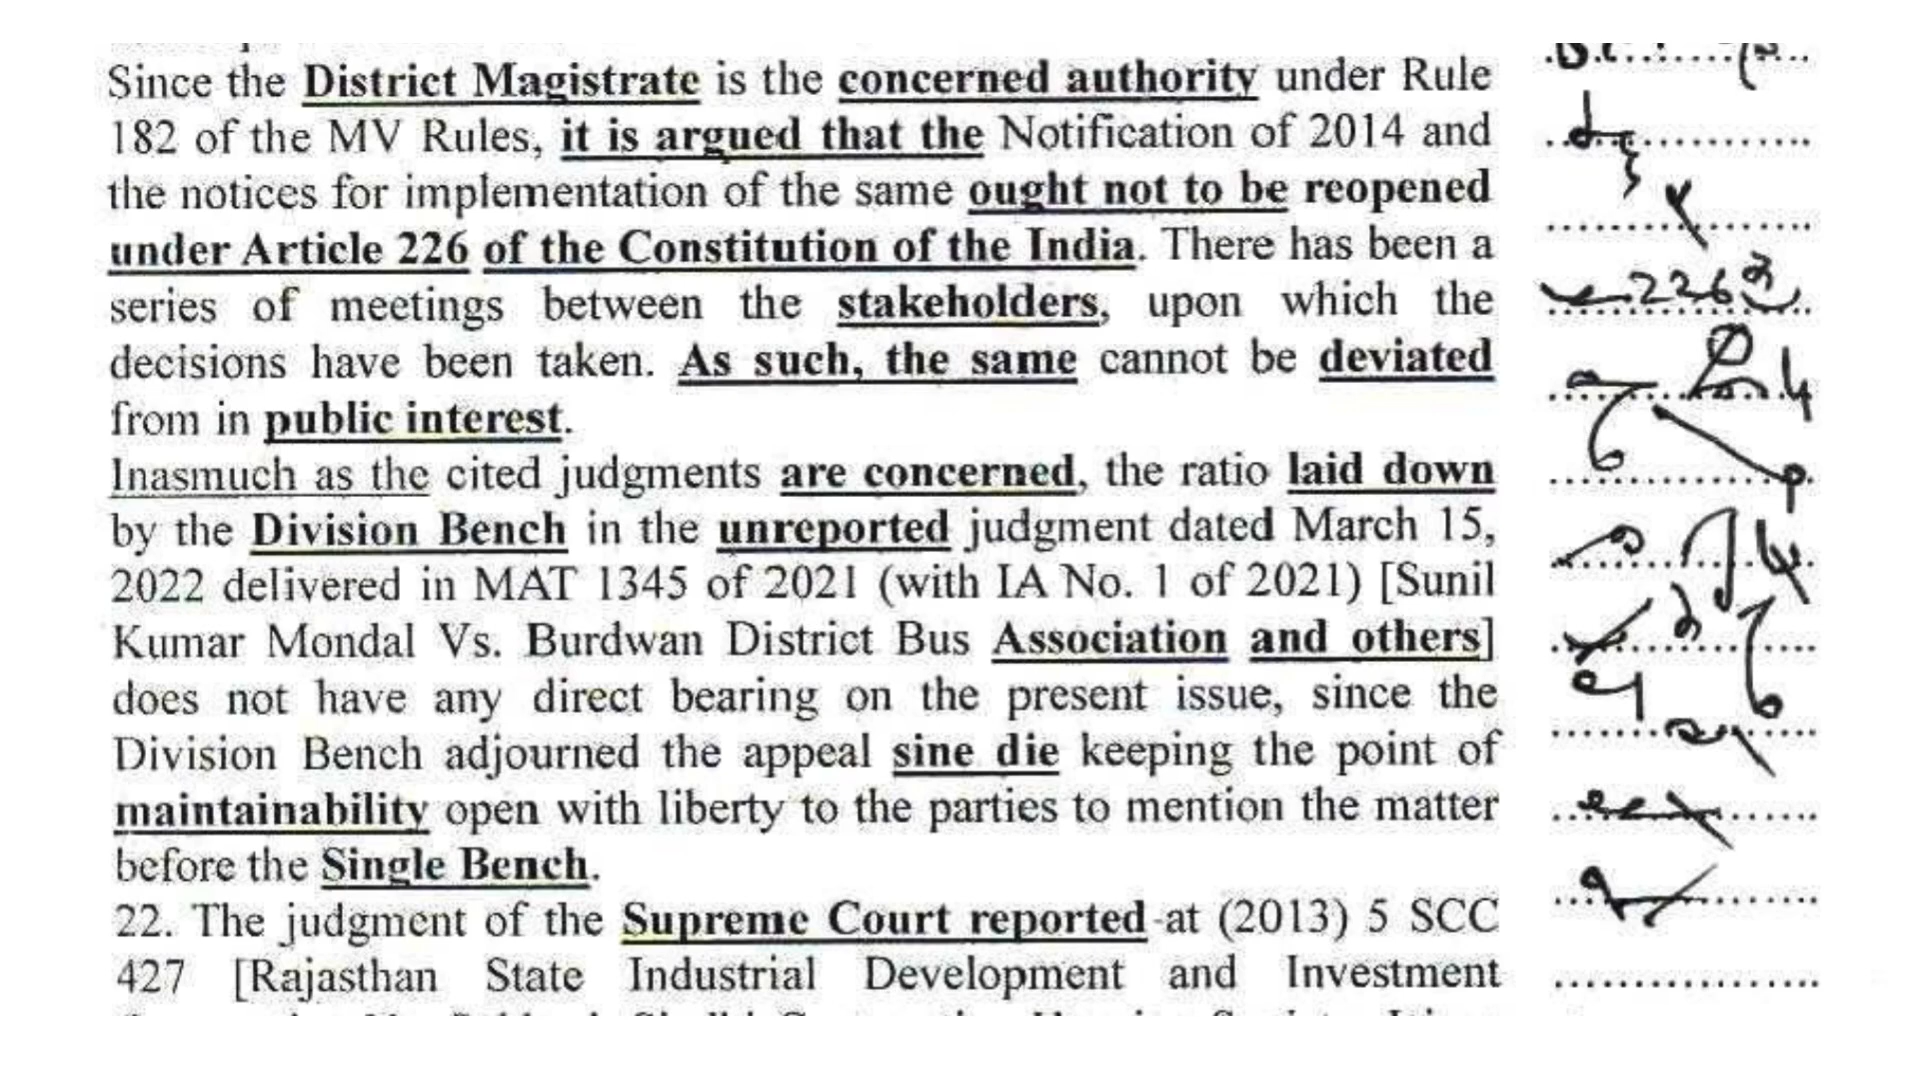 Since the District Magistrate is the concerned authority under Rule
182 of the MV Rules, it is argued that the Notification of 2014 and
the notices for implementation of the same ought not to be reopened
under Article 226 of the Constitution of the India. There has been a
series of meetings between the stakeholders, upon which the
decisions have been taken. As such, the same cannot be deviated
from in public interest.
Inasmuch as the cited judgments are concerned, the ratio laid down
by the Division Bench in the unreported judgment dated March 15,
2022 delivered in MAT 1345 of 2021 (with IA No. 1 of 2021) [Sunil
Kumar Mondal Vs. Burdwan District Bus Association and others]
does not have any direct bearing on the present issue, since the
Division Bench adjourned the appeal sine die keeping the point of
maintainability open with liberty to the parties to mention the matter
before the Single Bench.
22. The judgment of the Supreme Court reported at (2013) 5 SCC
427 [Rajasthan State Industrial Development and Investment
226